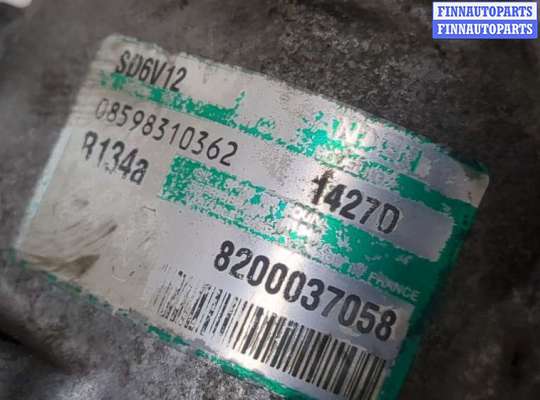 FINNAUTOPARTS
FINNAUTOPARTS
SD6V12
08598310362
R134a
1427D
FRANCE
8200037058